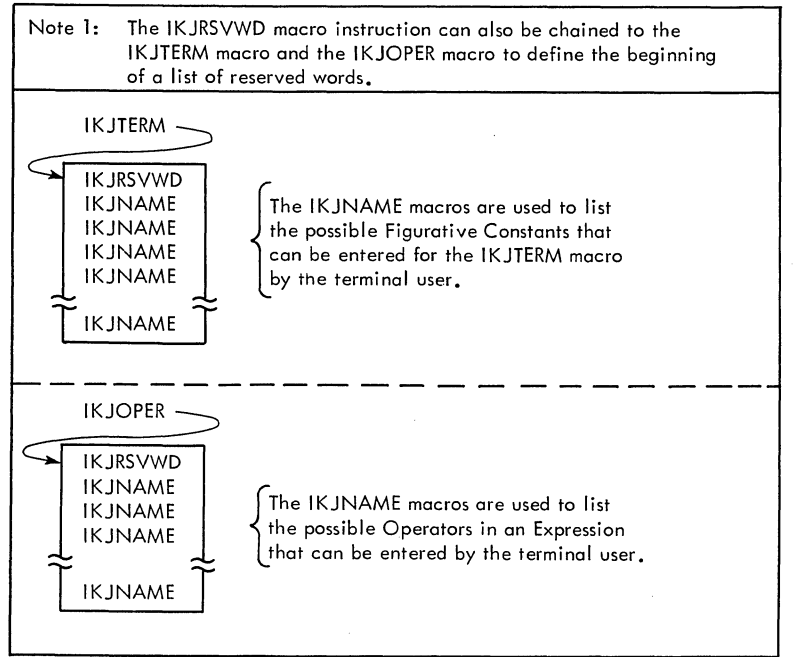 Note 1: The IKJRSVWD macro instruction can also be chained to the
IKJTERM macro and the IKJOPER macro to define the beginning
of a list of reserved words.
IKJTERM
IKJRSVWD
IKJNAME
IKJNAME
IKJNAME
IKJNAME
IKJNAME
The IKJNAME macros are used to list
the possible Figurative Constants that
can be entered for the IKJTERM macro
by the terminal user.
IKJOPER
IKJRSVWD
IKJNAME
IKJNAME
IKJNAME
IKJNAME
The IKJNAME macros are used to list
the possible Operators in an Expression
that can be entered by the terminal user.